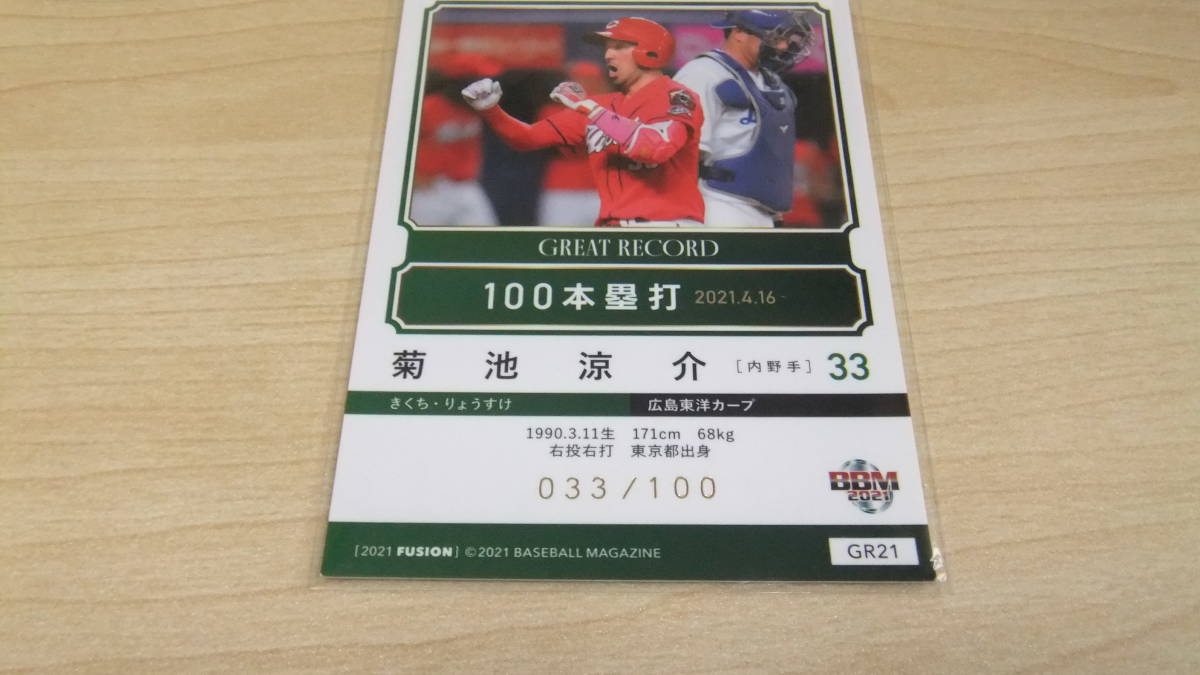 GREAT RECORD
100本塁打 2021.4.16
菊池涼介 [内野手] 33
きくち・りょうすけ 広島東洋カープ
1990.3.11生 171cm 68kg
右投右打 東京都出身
033/100
BBM
2021
[2021 FUSION] ©2021 BASEBALL MAGAZINE
GR21